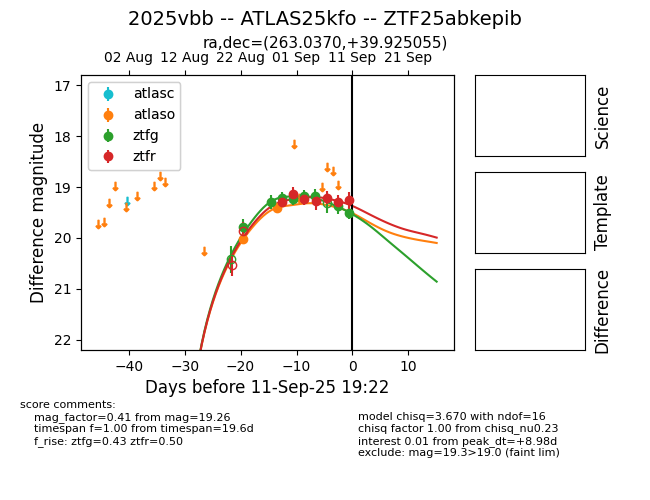 2025vbb -- ATLAS25kfo -- ZTF25abkepib
ra,dec=(263.0370,+39.925055)
02 Aug 12 Aug 22 Aug 01 Sep 11 Sep 21 Sep
atlasc
atlaso
ztfg
ztfr
17
18
19
20
21
22
Difference magnitude
−40 −30 −20 −10 0 10
Days before 11-Sep-25 19:22
Science
Template
Difference
score comments:
mag_factor=0.41 from mag=19.26
timespan f=1.00 from timespan=19.6d
f_rise: ztfg=0.43 ztfr=0.50
model chisq=3.670 with ndof=16
chisq factor 1.00 from chisq_nu0.23
interest 0.01 from peak_dt=+8.98d
exclude: mag=19.3>19.0 (faint lim)